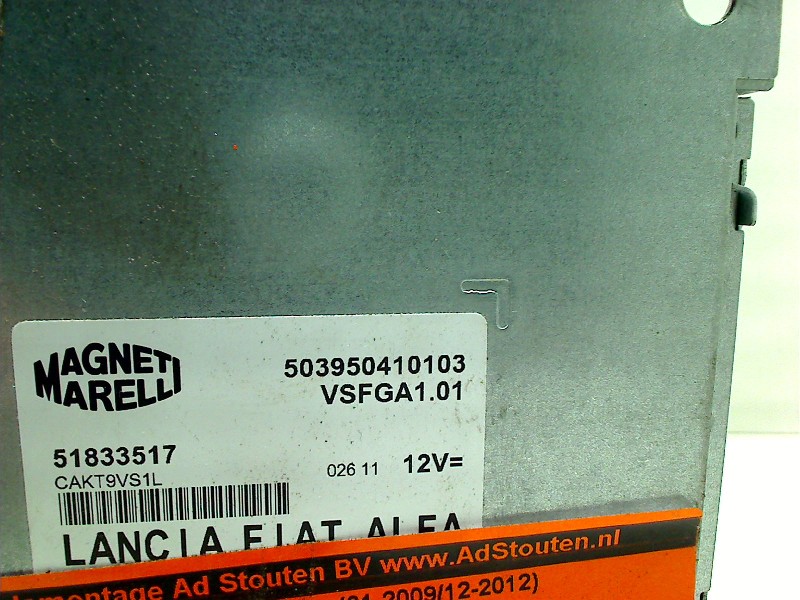 MAGNETI
MARELLI
503950410103
VSFGA1.01
51833517
CAKT9VS1L
026 11 12V=
LANCIA FIAT ALFA
Ad Stouten BV www.AdStouten.nl
2009/12-2012)